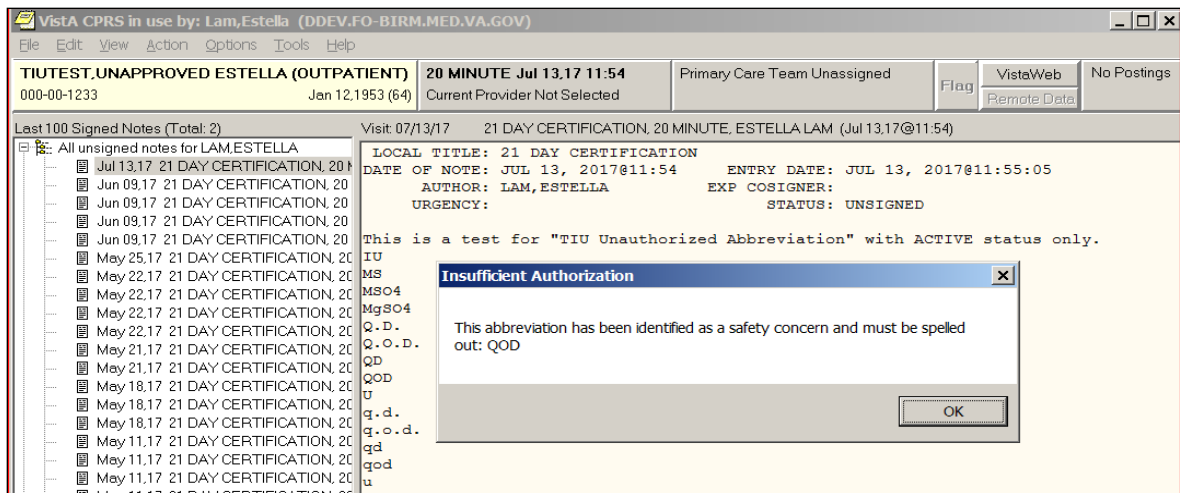 VistA CPRS in use by: Lam,Estella (DDEV.FO-BIRM.MED.VA.GOV)
File Edit View Action Options Tools Help
TIUTEST,UNAPPROVED ESTELLA (OUTPATIENT)
000-00-1233 Jan 12,1953 (64)
20 MINUTE Jul 13,17 11:54
Current Provider Not Selected
Primary Care Team Unassigned
Flag
VistaWeb
Remote Data
No Postings
Last 100 Signed Notes (Total: 2)
All unsigned notes for LAM,ESTELLA
Jul 13,17 21 DAY CERTIFICATION, 20 M
Jun 09,17 21 DAY CERTIFICATION, 20
Jun 09,17 21 DAY CERTIFICATION, 20
Jun 09,17 21 DAY CERTIFICATION, 20
Jun 09,17 21 DAY CERTIFICATION, 20
May 25,17 21 DAY CERTIFICATION, 20
May 22,17 21 DAY CERTIFICATION, 20
May 22,17 21 DAY CERTIFICATION, 20
May 22,17 21 DAY CERTIFICATION, 20
May 22,17 21 DAY CERTIFICATION, 20
May 21,17 21 DAY CERTIFICATION, 20
May 21,17 21 DAY CERTIFICATION, 20
May 18,17 21 DAY CERTIFICATION, 20
May 18,17 21 DAY CERTIFICATION, 20
May 18,17 21 DAY CERTIFICATION, 20
May 11,17 21 DAY CERTIFICATION, 20
May 11,17 21 DAY CERTIFICATION, 20
May 11,17 21 DAY CERTIFICATION, 20
Visit: 07/13/17 21 DAY CERTIFICATION, 20 MINUTE, ESTELLA LAM (Jul 13,17@11:54)
LOCAL TITLE: 21 DAY CERTIFICATION
DATE OF NOTE: JUL 13, 2017@11:54 ENTRY DATE: JUL 13, 2017@11:55:05
AUTHOR: LAM,ESTELLA EXP COSIGNER:
URGENCY: STATUS: UNSIGNED
This is a test for "TIU Unauthorized Abbreviation" with ACTIVE status only.
IU
MS
MSO4
MgSO4
Q.D.
Q.O.D.
QD
QOD
U
q.d.
q.o.d.
qd
qod
u
Insufficient Authorization
This abbreviation has been identified as a safety concern and must be spelled
out: QOD
OK